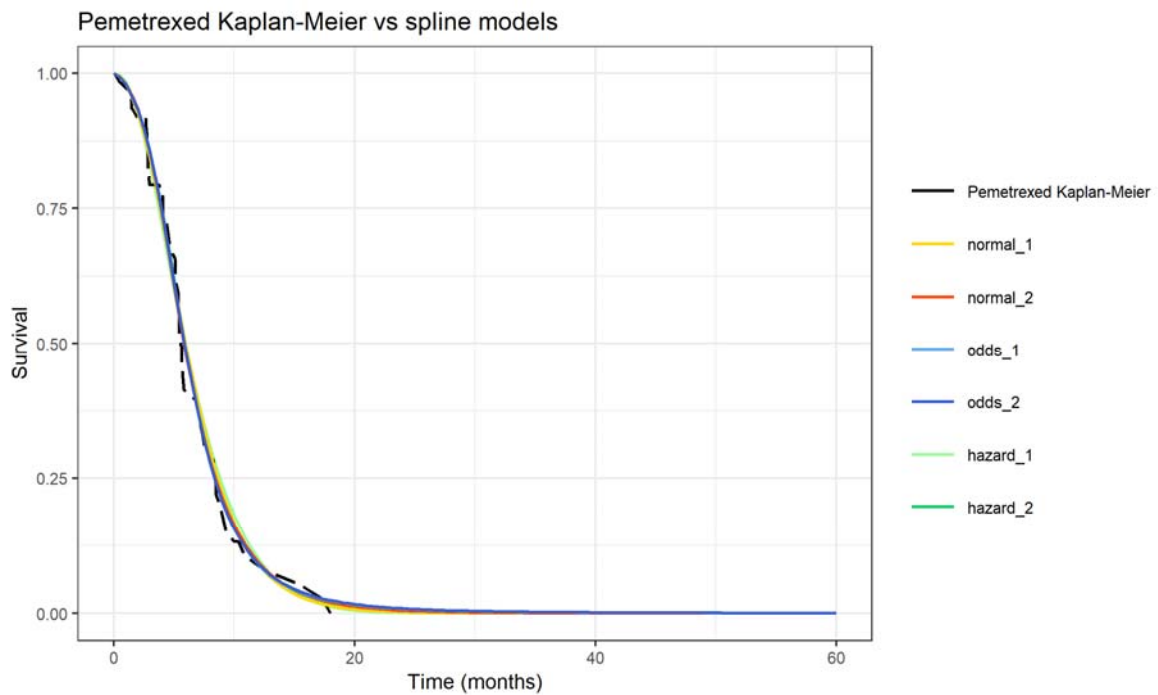 Pemetrexed Kaplan-Meier vs spline models
1.00
0.75
0.50
0.25
0.00
Survival
0
20
40
60
Time (months)
Pemetrexed Kaplan-Meier
normal_1
normal_2
odds_1
odds_2
hazard_1
hazard_2